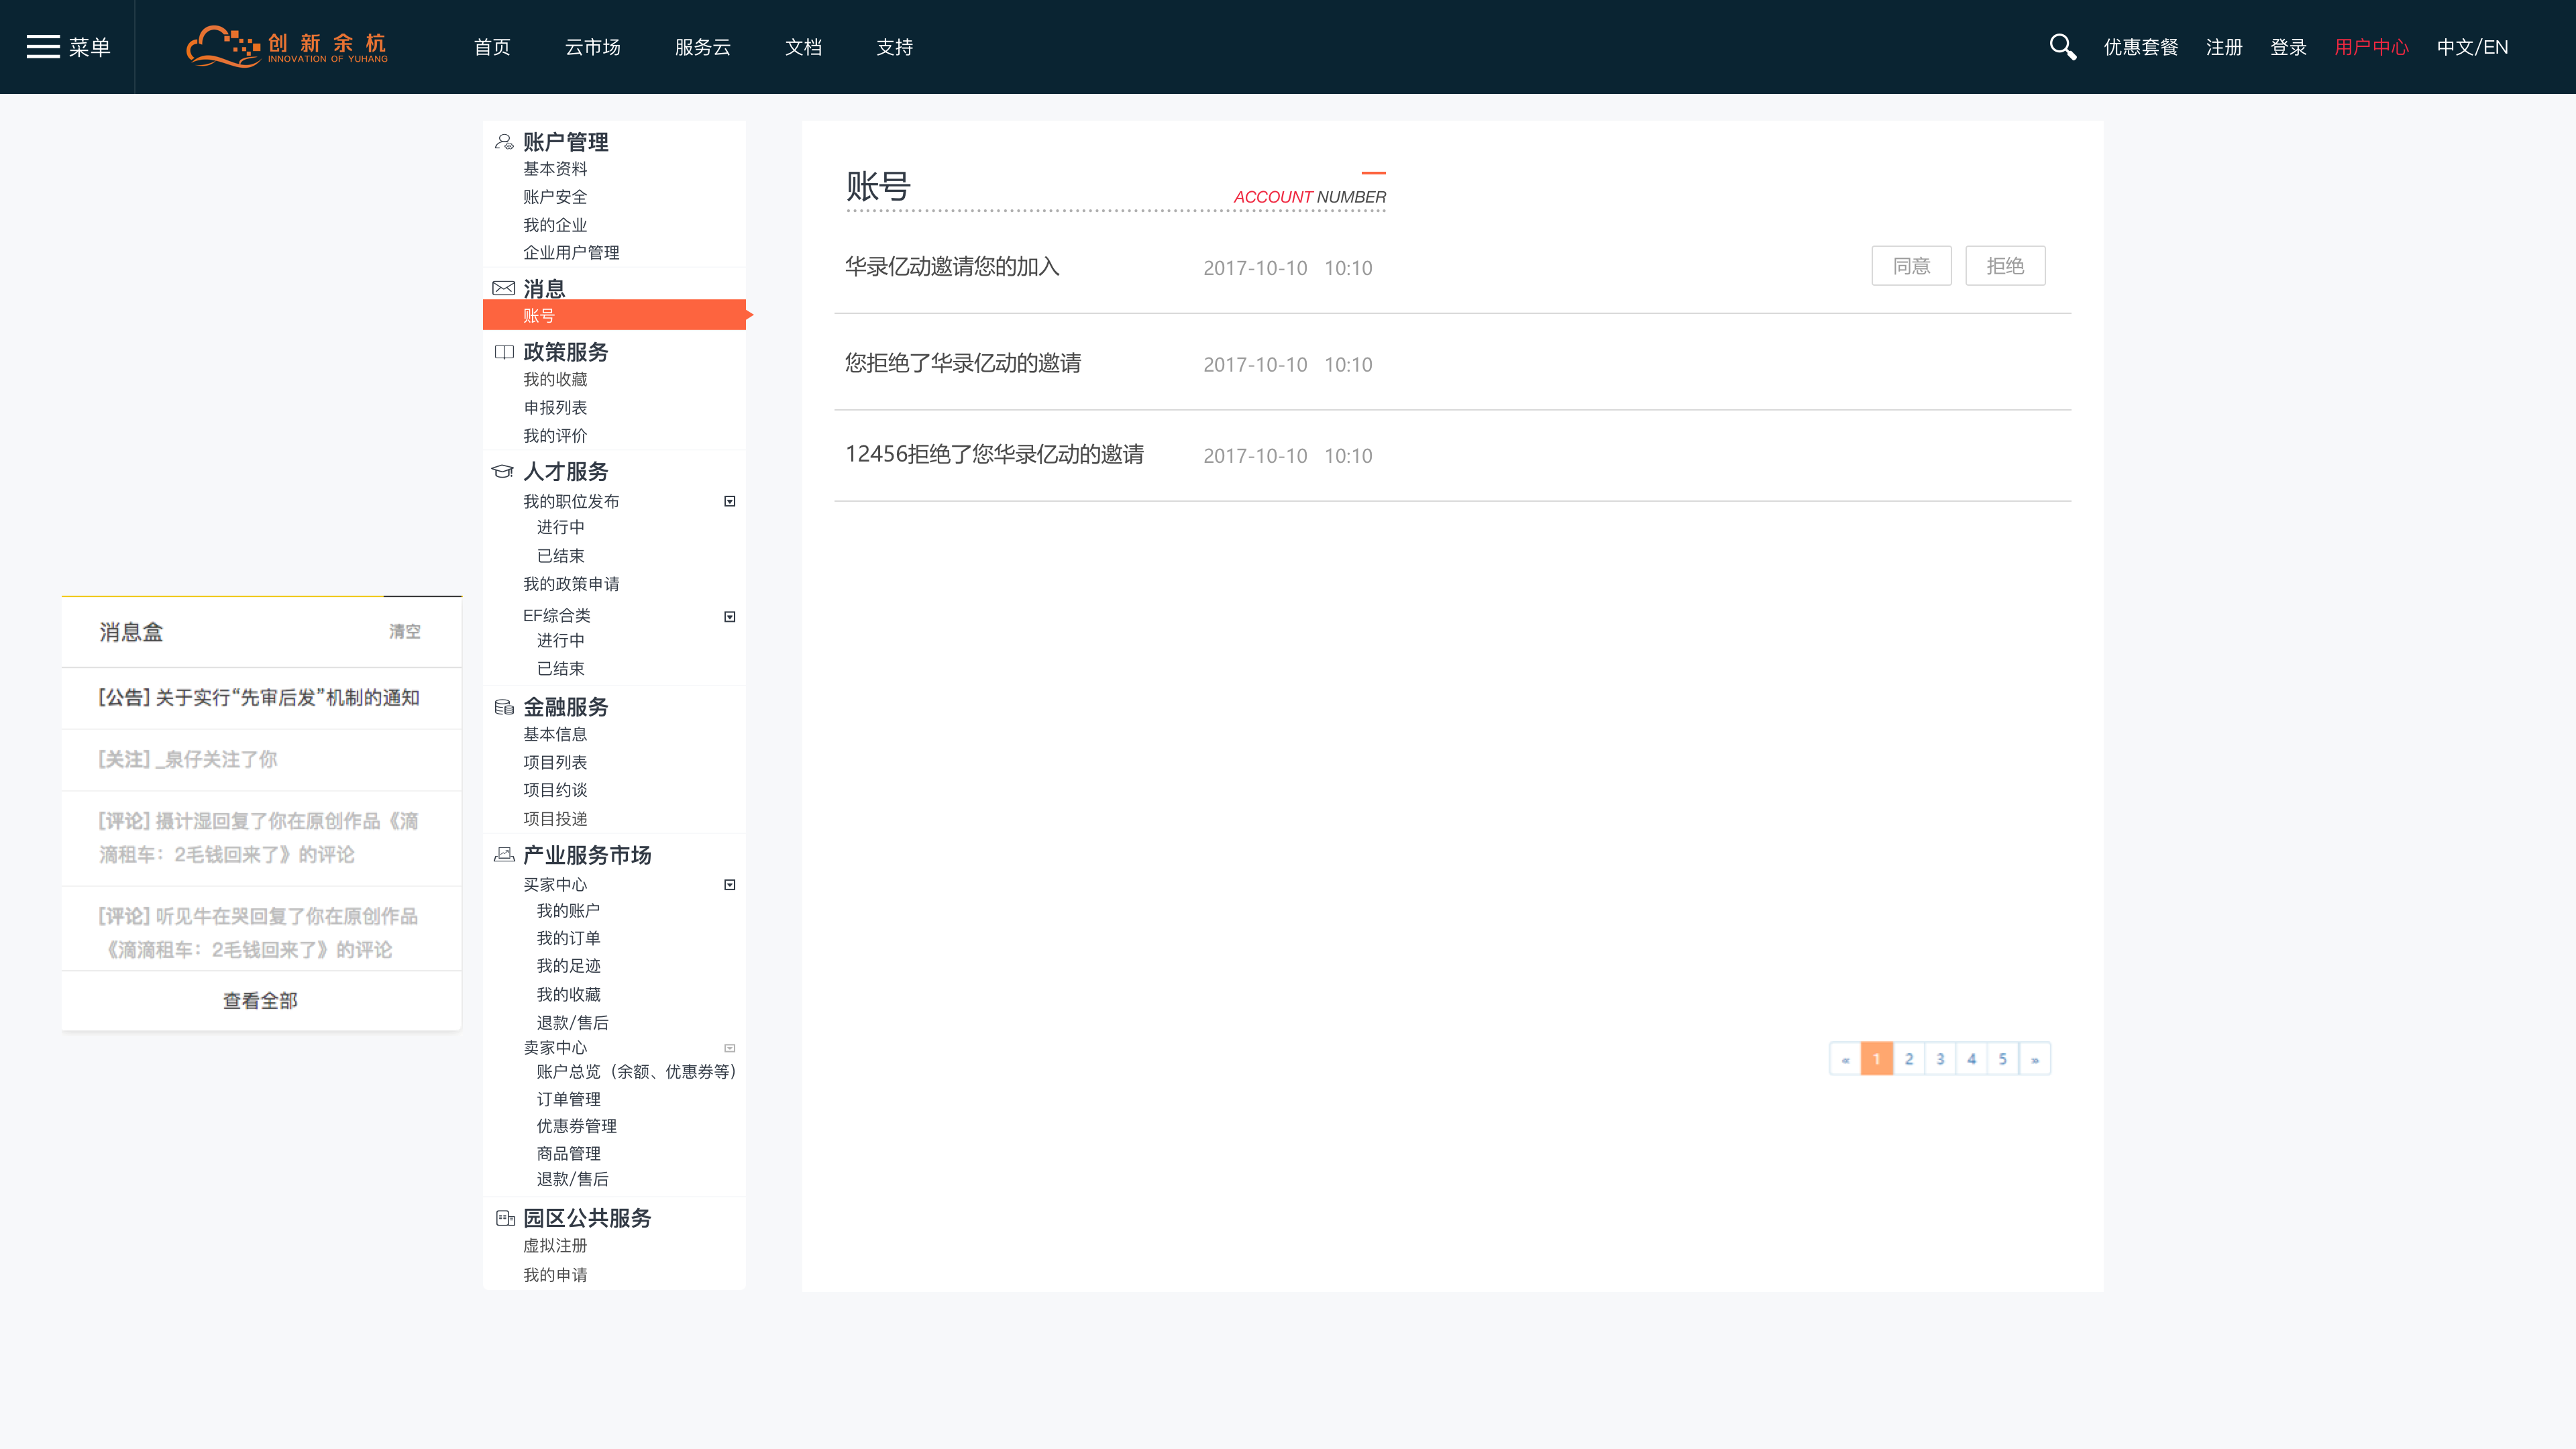 菜单
创新余杭
INNOVATION OF YUHANG
首页 云市场 服务云 文档 支持
优惠套餐 注册 登录 用户中心 中文/EN
账户管理
基本资料
账户安全
我的企业
企业用户管理
消息
账号
政策服务
我的收藏
申报列表
我的评价
人才服务
我的职位发布
进行中
已结束
我的政策申请
EF综合类
进行中
已结束
金融服务
基本信息
项目列表
项目约谈
项目投递
产业服务市场
买家中心
我的账户
我的订单
我的足迹
我的收藏
退款/售后
卖家中心
账户总览（余额、优惠券等）
订单管理
优惠券管理
商品管理
退款/售后
园区公共服务
虚拟注册
我的申请
消息盒 清空
[公告] 关于实行“先审后发”机制的通知
[关注] _泉仔关注了你
[评论] 摄计湿回复了你在原创作品《滴
滴租车：2毛钱回来了》的评论
[评论] 听见牛在哭回复了你在原创作品
《滴滴租车：2毛钱回来了》的评论
查看全部
账号
ACCOUNT NUMBER
华录亿动邀请您的加入 2017-10-10 10:10 同意 拒绝
您拒绝了华录亿动的邀请 2017-10-10 10:10
12456拒绝了您华录亿动的邀请 2017-10-10 10:10
« 1 2 3 4 5 »